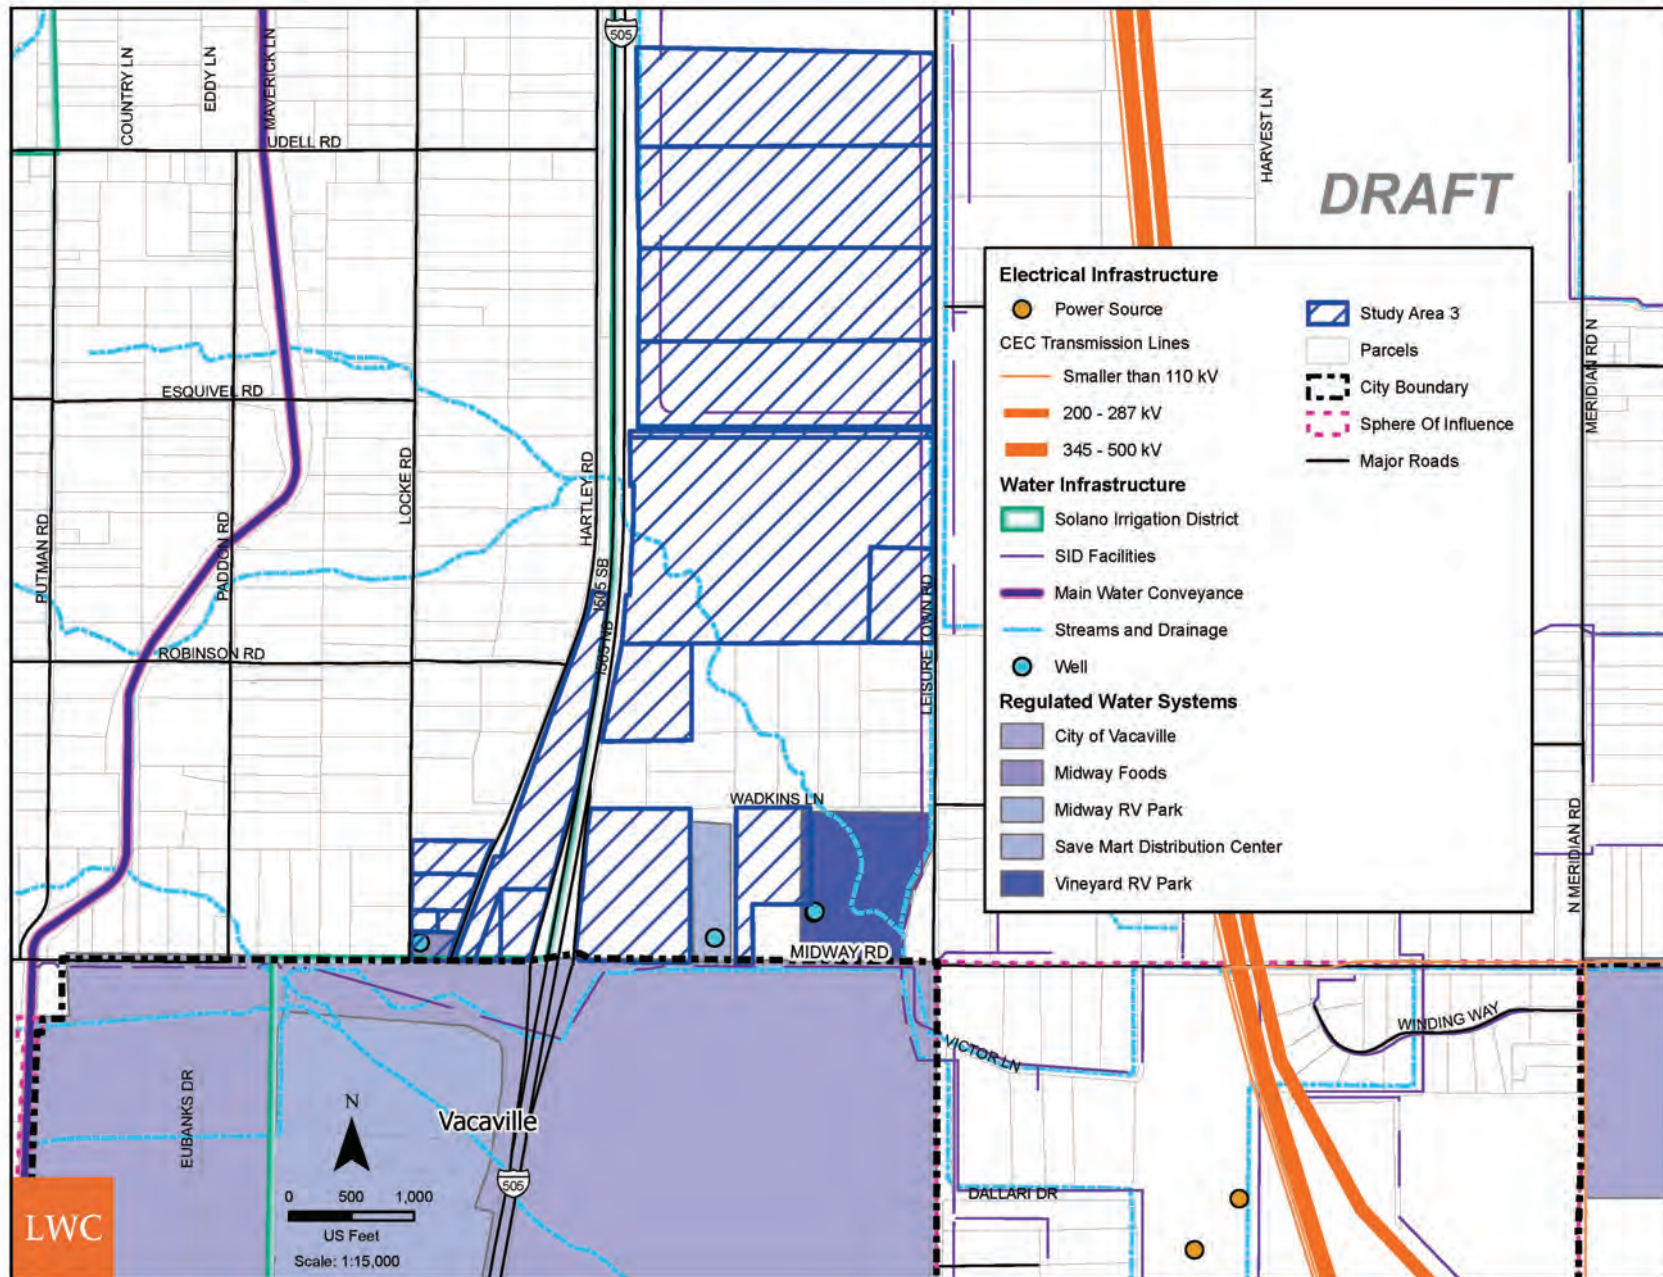 505
COUNTRY LN
EDDY LN
MAVERICK LN
UDELL RD
HARVEST LN
DRAFT
Electrical Infrastructure
Power Source
CEC Transmission Lines
Smaller than 110 kV
200 - 287 kV
345 - 500 kV
Water Infrastructure
Solano Irrigation District
SID Facilities
Main Water Conveyance
Streams and Drainage
Well
Regulated Water Systems
City of Vacaville
Midway Foods
Midway RV Park
Save Mart Distribution Center
Vineyard RV Park
Study Area 3
Parcels
City Boundary
Sphere Of Influence
Major Roads
MERIDIAN RD N
ESQUIVEL RD
LOCKE RD
HARTLEY RD
PUTMAN RD
PADDON RD
I505 SB
I505 NB
LEISURE TOWN RD
ROBINSON RD
WADKINS LN
N MERIDIAN RD
MIDWAY RD
WINDING WAY
VICTOR LN
EUBANKS DR
N
Vacaville
505
DALLARI DR
0 500 1,000
US Feet
Scale: 1:15,000
LWC